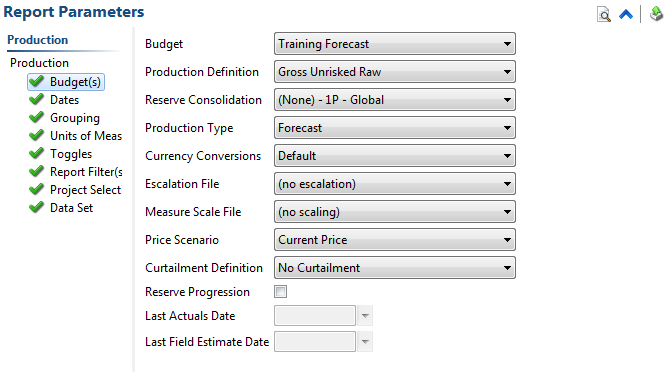 Report Parameters
Production
Production
Budget(s)
Dates
Grouping
Units of Meas
Toggles
Report Filter(s
Project Select
Data Set
Budget Training Forecast
Production Definition Gross Unrisked Raw
Reserve Consolidation (None) - 1P - Global
Production Type Forecast
Currency Conversions Default
Escalation File (no escalation)
Measure Scale File (no scaling)
Price Scenario Current Price
Curtailment Definition No Curtailment
Reserve Progression
Last Actuals Date
Last Field Estimate Date